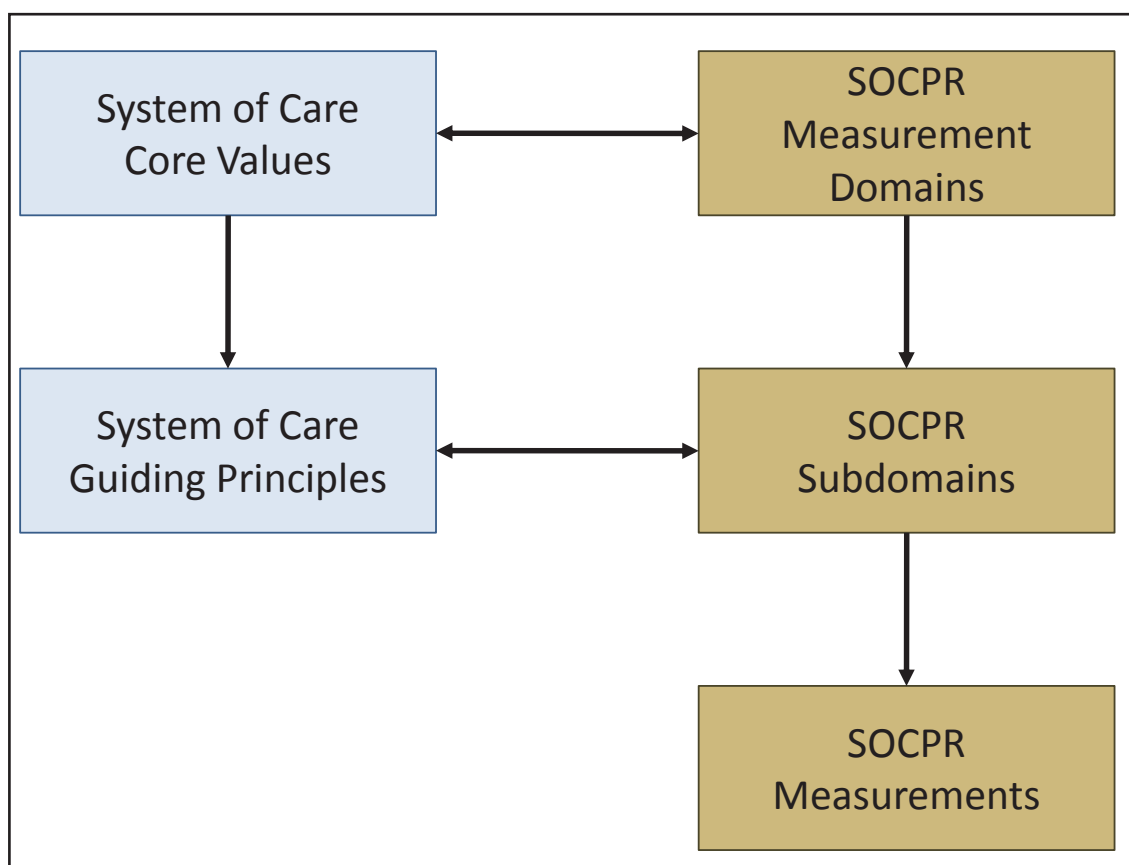 System of Care
Core Values
SOCPR
Measurement
Domains
System of Care
Guiding Principles
SOCPR
Subdomains
SOCPR
Measurements